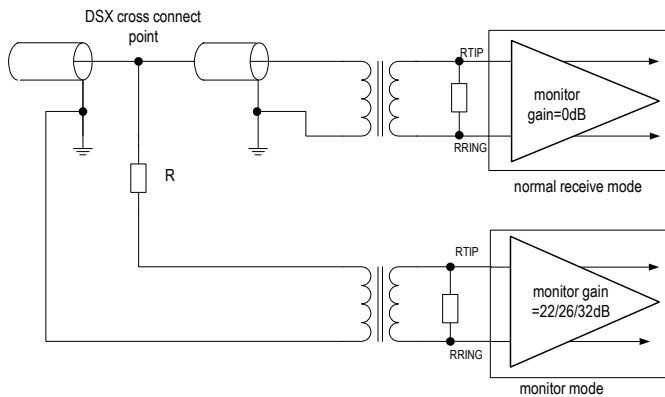 DSX cross connect
point
RTIP
monitor
gain=0dB
RRING
normal receive mode
R
RTIP
monitor gain
=22/26/32dB
RRING
monitor mode